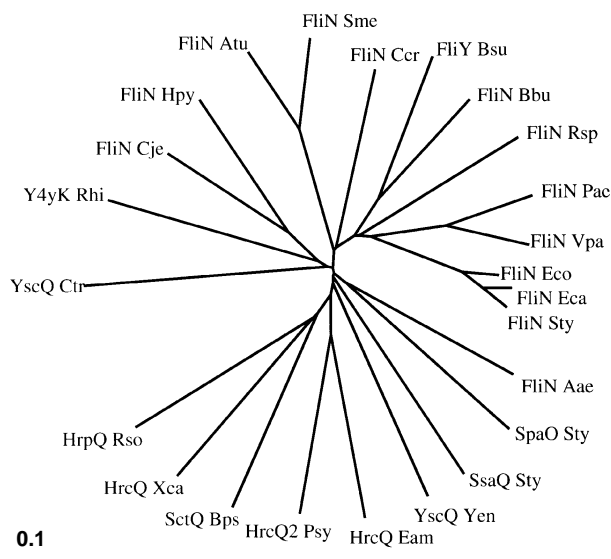 FliN Sme
FliN Atu
FliN Ccr
FliY Bsu
FliN Hpy
FliN Bbu
FliN Rsp
FliN Cje
Y4yK Rhi
FliN Pac
FliN Vpa
FliN Eco
YscQ Ctr
FliN Eca
FliN Sty
FliN Aae
SpaO Sty
HrpQ Rso
SsaQ Sty
HrcQ Xca
YscQ Yen
SctQ Bps
HrcQ2 Psy
HrcQ Eam
0.1